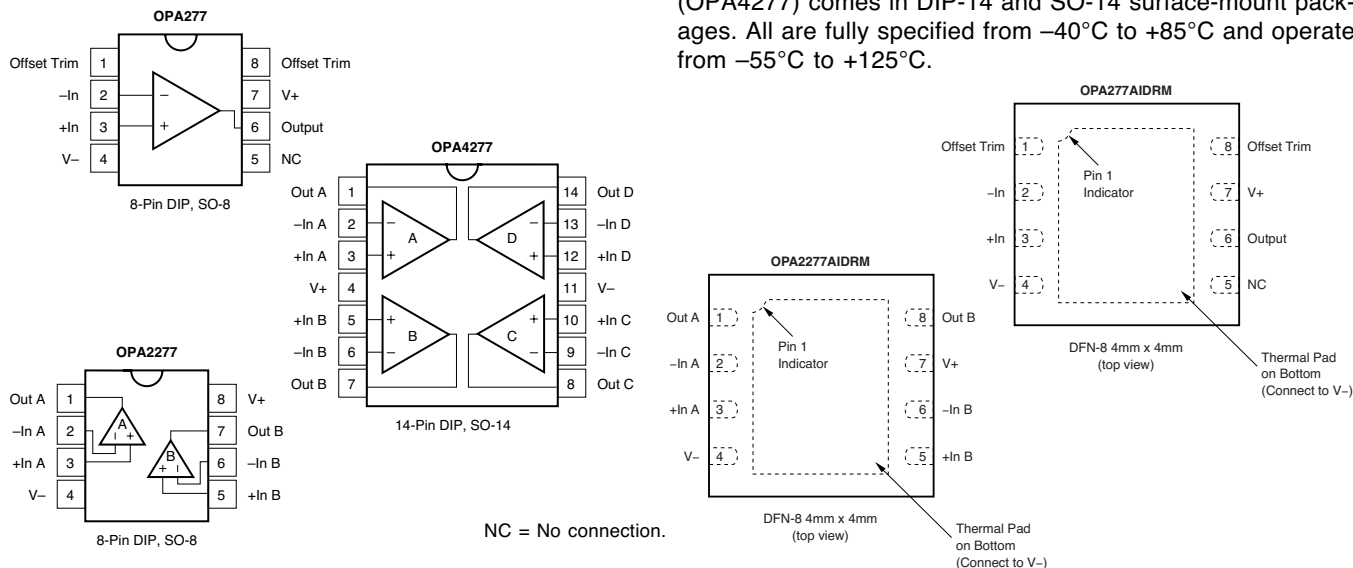 (OPA4277) comes in DIP-14 and SO-14 surface-mount pack-
ages. All are fully specified from –40°C to +85°C and operate
from –55°C to +125°C.
OPA277
Offset Trim 1 8 Offset Trim
–In 2 – 7 V+
+In 3 + 6 Output
V– 4 5 NC
8-Pin DIP, SO-8
OPA4277
Out A 1 14 Out D
–In A 2 – – 13 –In D
A D
+In A 3 + + 12 +In D
V+ 4 11 V–
+In B 5 + + 10 +In C
B C
–In B 6 – – 9 –In C
Out B 7 8 Out C
14-Pin DIP, SO-14
OPA2277
Out A 1 8 V+
A
–In A 2 – + 7 Out B
B
+In A 3 + – 6 –In B
V– 4 5 +In B
8-Pin DIP, SO-8
NC = No connection.
OPA277AIDRM
Offset Trim 1 8 Offset Trim
Pin 1
Indicator
−In 2 7 V+
+In 3 6 Output
V− 4 5 NC
DFN-8 4mm x 4mm
(top view)
Thermal Pad
on Bottom
(Connect to V−)
OPA2277AIDRM
Out A 1 8 Out B
Pin 1
Indicator
−In A 2 7 V+
+In A 3 6 −In B
V− 4 5 +In B
DFN-8 4mm x 4mm
(top view)
Thermal Pad
on Bottom
(Connect to V−)